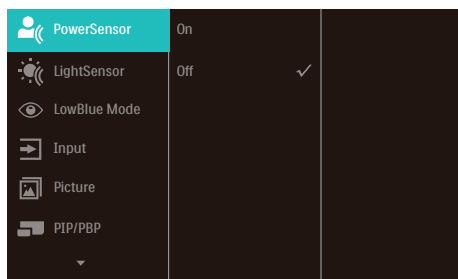 PowerSensor
On
LightSensor
Off
LowBlue Mode
Input
Picture
PIP/PBP